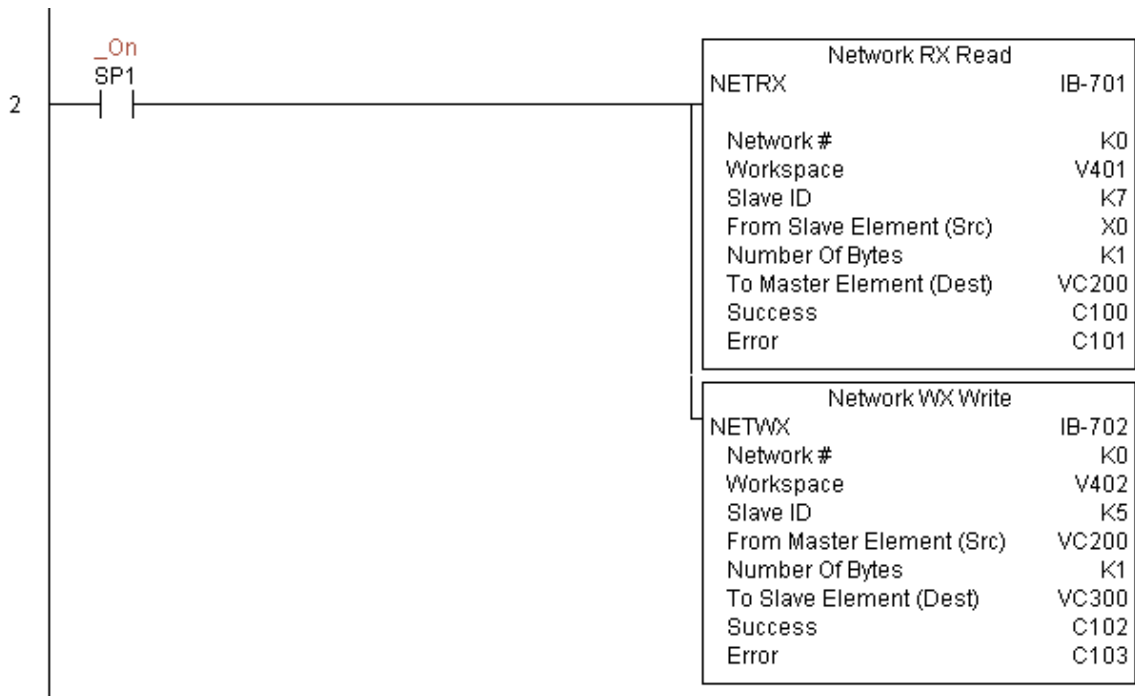 _On
SP1
2
Network RX Read
NETRX IB-701
Network # K0
Workspace V401
Slave ID K7
From Slave Element (Src) X0
Number Of Bytes K1
To Master Element (Dest) VC200
Success C100
Error C101
Network WX Write
NETWX IB-702
Network # K0
Workspace V402
Slave ID K5
From Master Element (Src) VC200
Number Of Bytes K1
To Slave Element (Dest) VC300
Success C102
Error C103